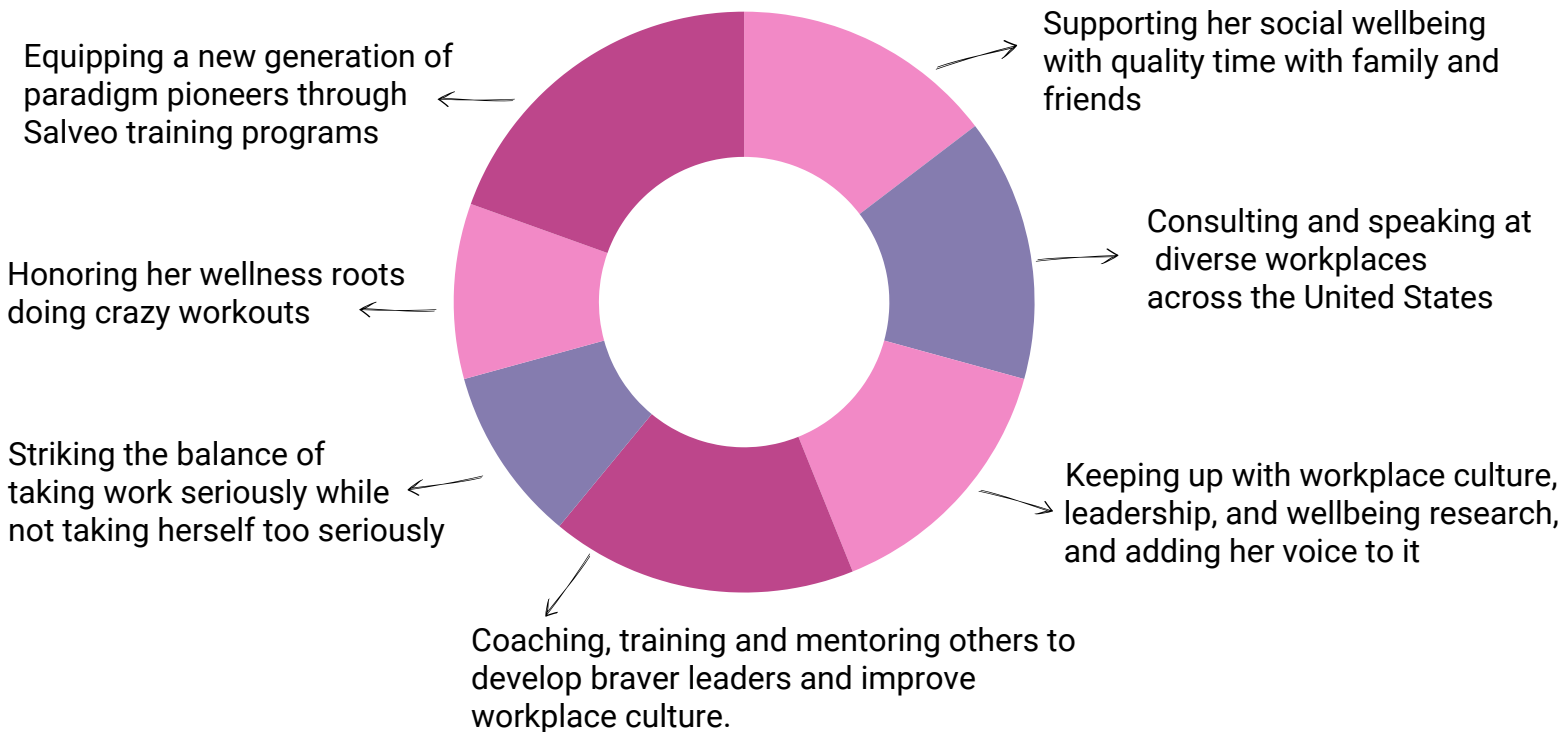 Supporting her social wellbeing
with quality time with family and
friends
Consulting and speaking at
diverse workplaces
across the United States
Keeping up with workplace culture,
leadership, and wellbeing research,
and adding her voice to it
Coaching, training and mentoring others to
develop braver leaders and improve
workplace culture.
Striking the balance of
taking work seriously while
not taking herself too seriously
Honoring her wellness roots
doing crazy workouts
Equipping a new generation of
paradigm pioneers through
Salveo training programs